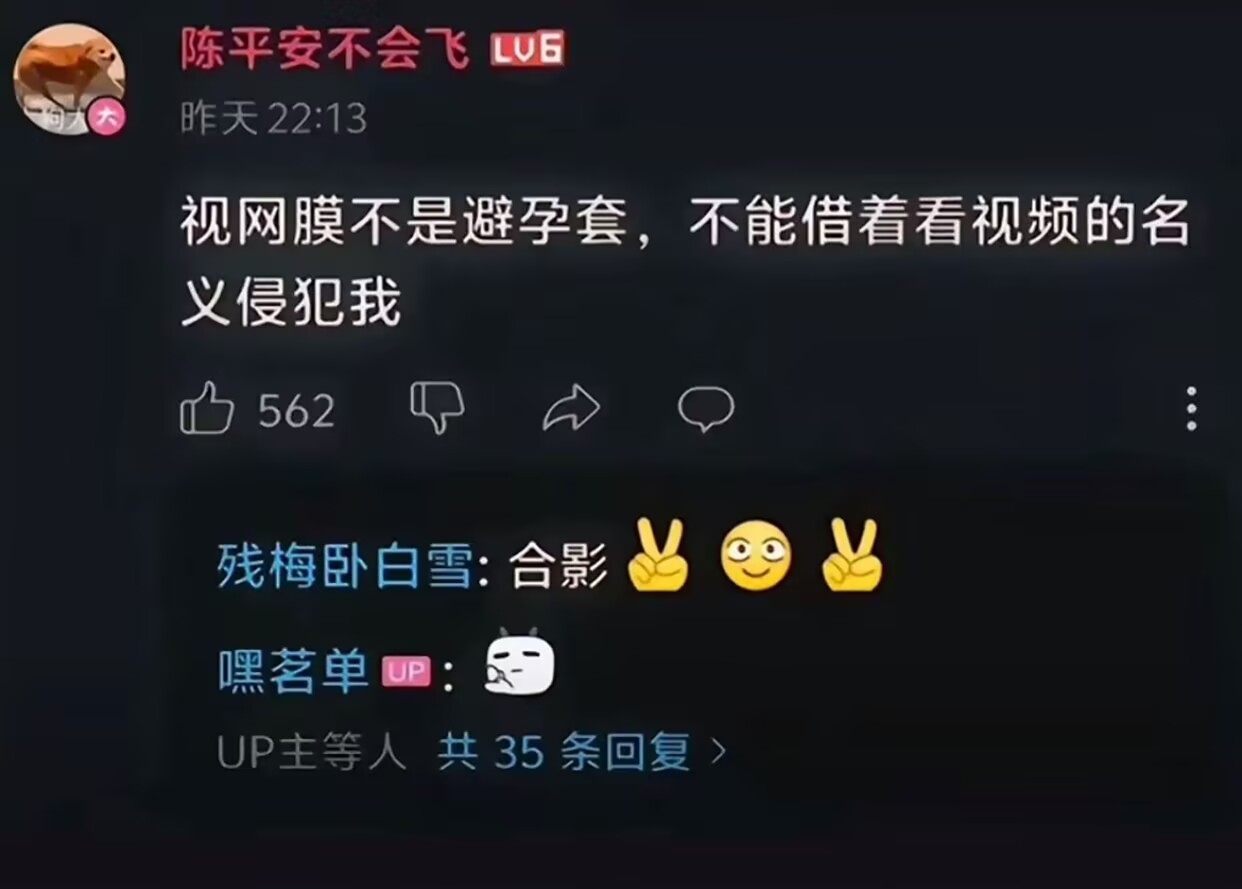 陈平安不会飞 LV6
昨天22:13
视网膜不是避孕套，不能借着看视频的名
义侵犯我
562
残梅卧白雪: 合影
嘿茗单 UP :
UP主等人 共 35 条回复 >